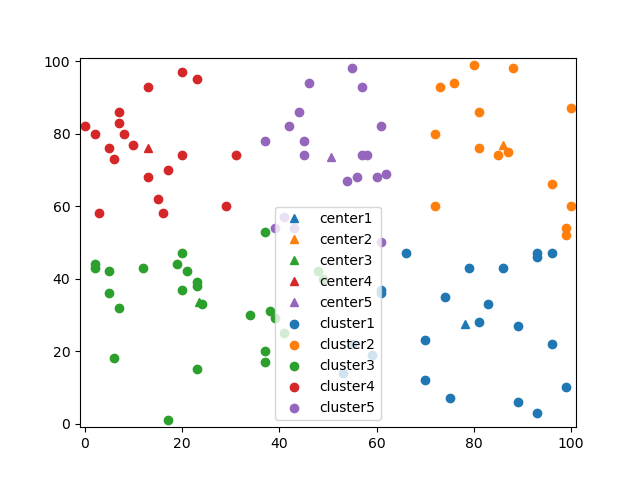 100
80
60
40
20
0
center1
center2
center3
center4
center5
cluster1
cluster2
cluster3
cluster4
cluster5
0 20 40 60 80 100